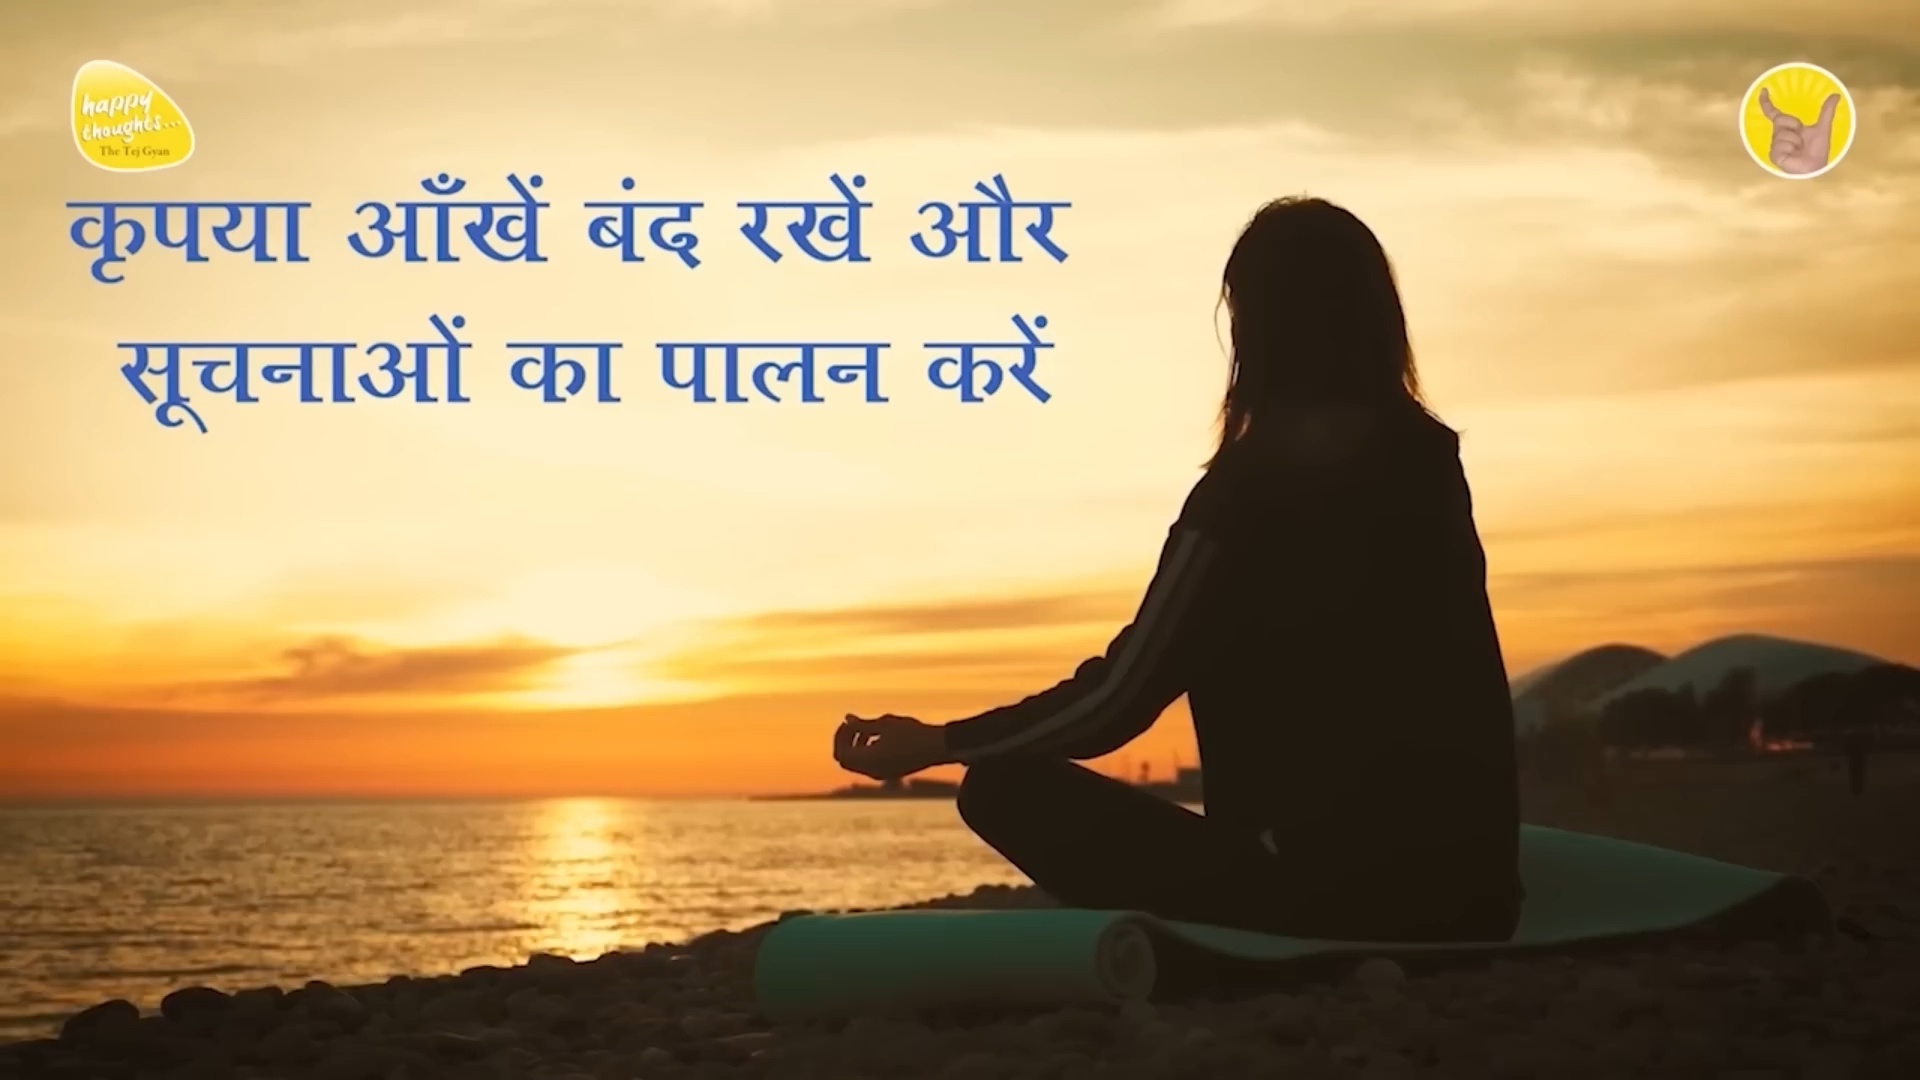 happy
thoughts...
The Tej Gyan
कृपया आँखें बंद रखें और
सूचनाओं का पालन करें